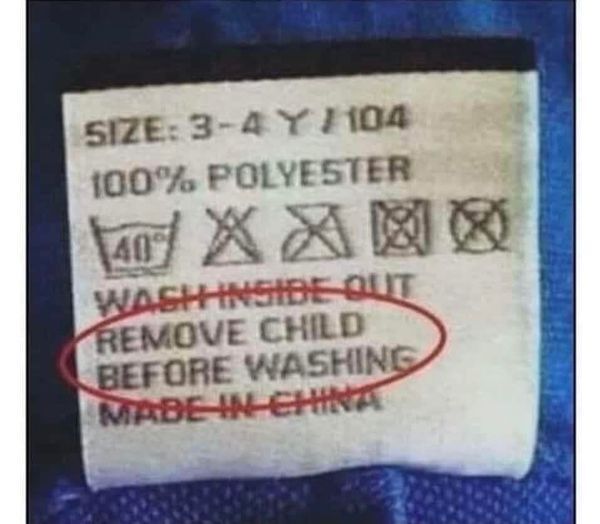 SIZE: 3-4 Y / 104
100% POLYESTER
40°
WASH INSIDE OUT
REMOVE CHILD
BEFORE WASHING
MADE IN CHINA